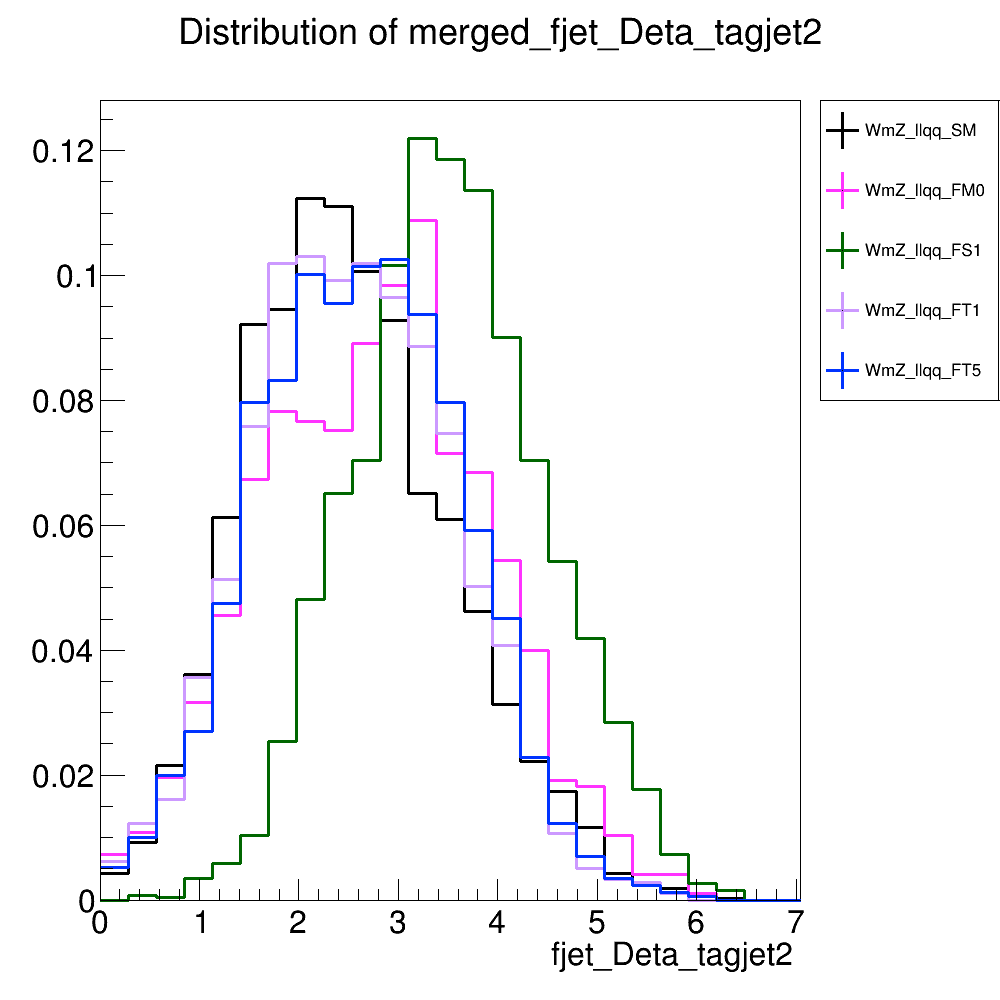 Distribution of merged_fjet_Deta_tagjet2
WmZ_llqq_SM
WmZ_llqq_FM0
WmZ_llqq_FS1
WmZ_llqq_FT1
WmZ_llqq_FT5
0.12
0.1
0.08
0.06
0.04
0.02
0
0 1 2 3 4 5 6 7
fjet_Deta_tagjet2